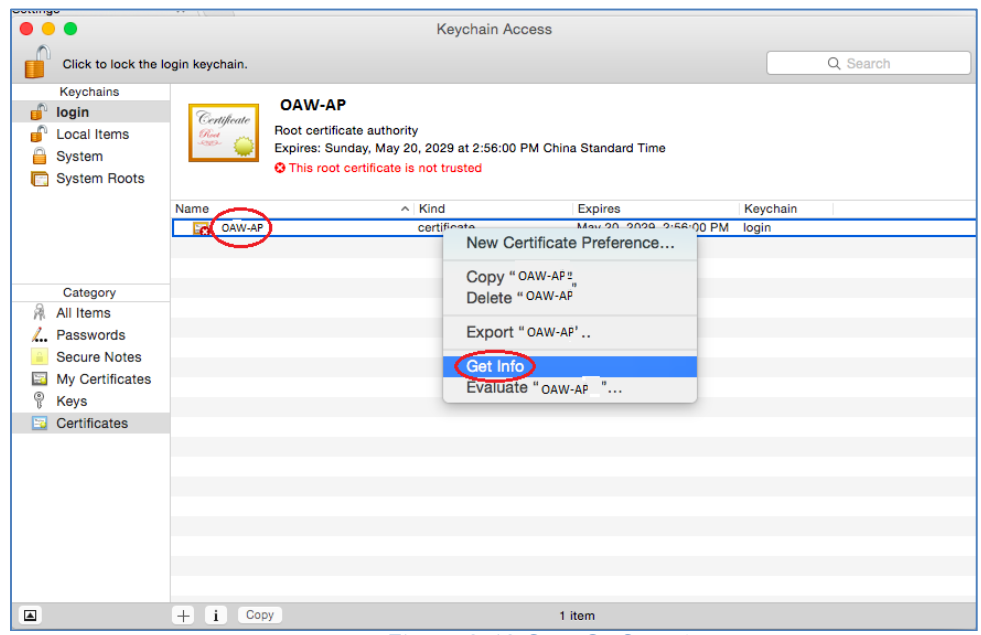 Keychain Access
Click to lock the login keychain.
Search
Keychains
login
Local Items
System
System Roots
Certificate
Root
OAW-AP
Root certificate authority
Expires: Sunday, May 20, 2029 at 2:56:00 PM China Standard Time
This root certificate is not trusted
Name Kind Expires Keychain
OAW-AP certificate May 20, 2029, 2:56:00 PM login
New Certificate Preference...
Copy "OAW-AP"
Delete "OAW-AP"
Export "OAW-AP'..
Get Info
Evaluate "OAW-AP "...
Category
All Items
Passwords
Secure Notes
My Certificates
Keys
Certificates
Copy
1 item